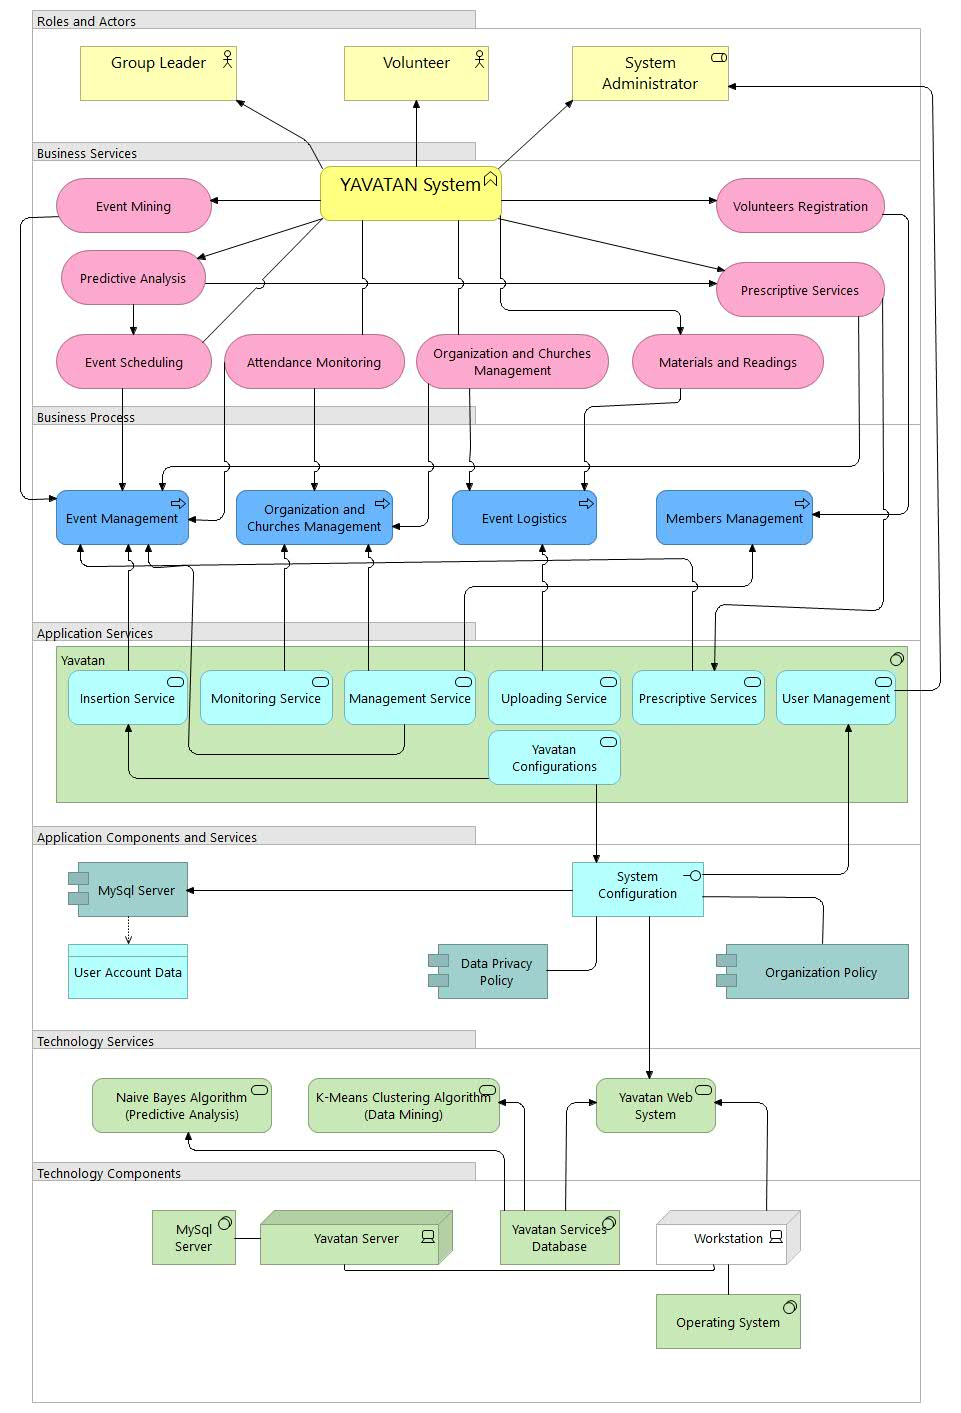 Roles and Actors
Group Leader
Volunteer
System
Administrator
Business Services
YAVATAN System
Event Mining
Volunteers Registration
Predictive Analysis
Prescriptive Services
Event Scheduling
Attendance Monitoring
Organization and Churches
Management
Materials and Readings
Business Process
Event Management
Organization and
Churches Management
Event Logistics
Members Management
Application Services
Yavatan
Insertion Service
Monitoring Service
Management Service
Uploading Service
Prescriptive Services
User Management
Yavatan
Configurations
Application Components and Services
MySql Server
System
Configuration
User Account Data
Data Privacy
Policy
Organization Policy
Technology Services
Naive Bayes Algorithm
(Predictive Analysis)
K-Means Clustering Algorithm
(Data Mining)
Yavatan Web
System
Technology Components
MySql
Server
Yavatan Server
Yavatan Services
Database
Workstation
Operating System